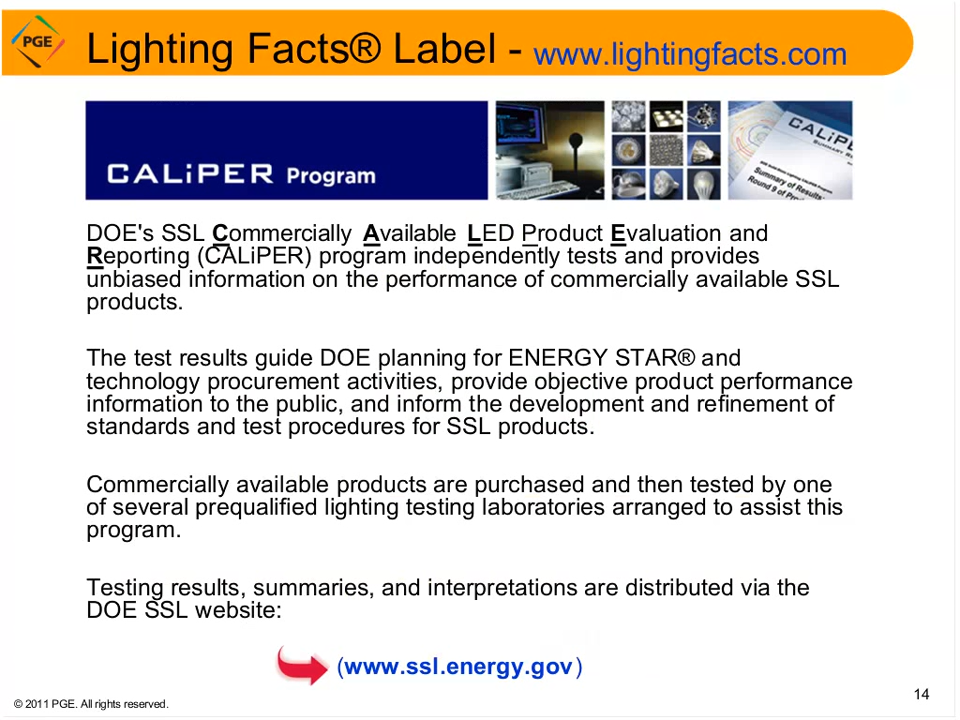 PGE
Lighting Facts® Label - www.lightingfacts.com
CALiPER Program
CALiPE
SUMMARY
Summary of Results:
Round 9 of
DOE's SSL Commercially Available LED Product Evaluation and
Reporting (CALiPER) program independently tests and provides
unbiased information on the performance of commercially available SSL
products.
The test results guide DOE planning for ENERGY STAR® and
technology procurement activities, provide objective product performance
information to the public, and inform the development and refinement of
standards and test procedures for SSL products.
Commercially available products are purchased and then tested by one
of several prequalified lighting testing laboratories arranged to assist this
program.
Testing results, summaries, and interpretations are distributed via the
DOE SSL website:
(www.ssl.energy.gov)
14
© 2011 PGE. All rights reserved.